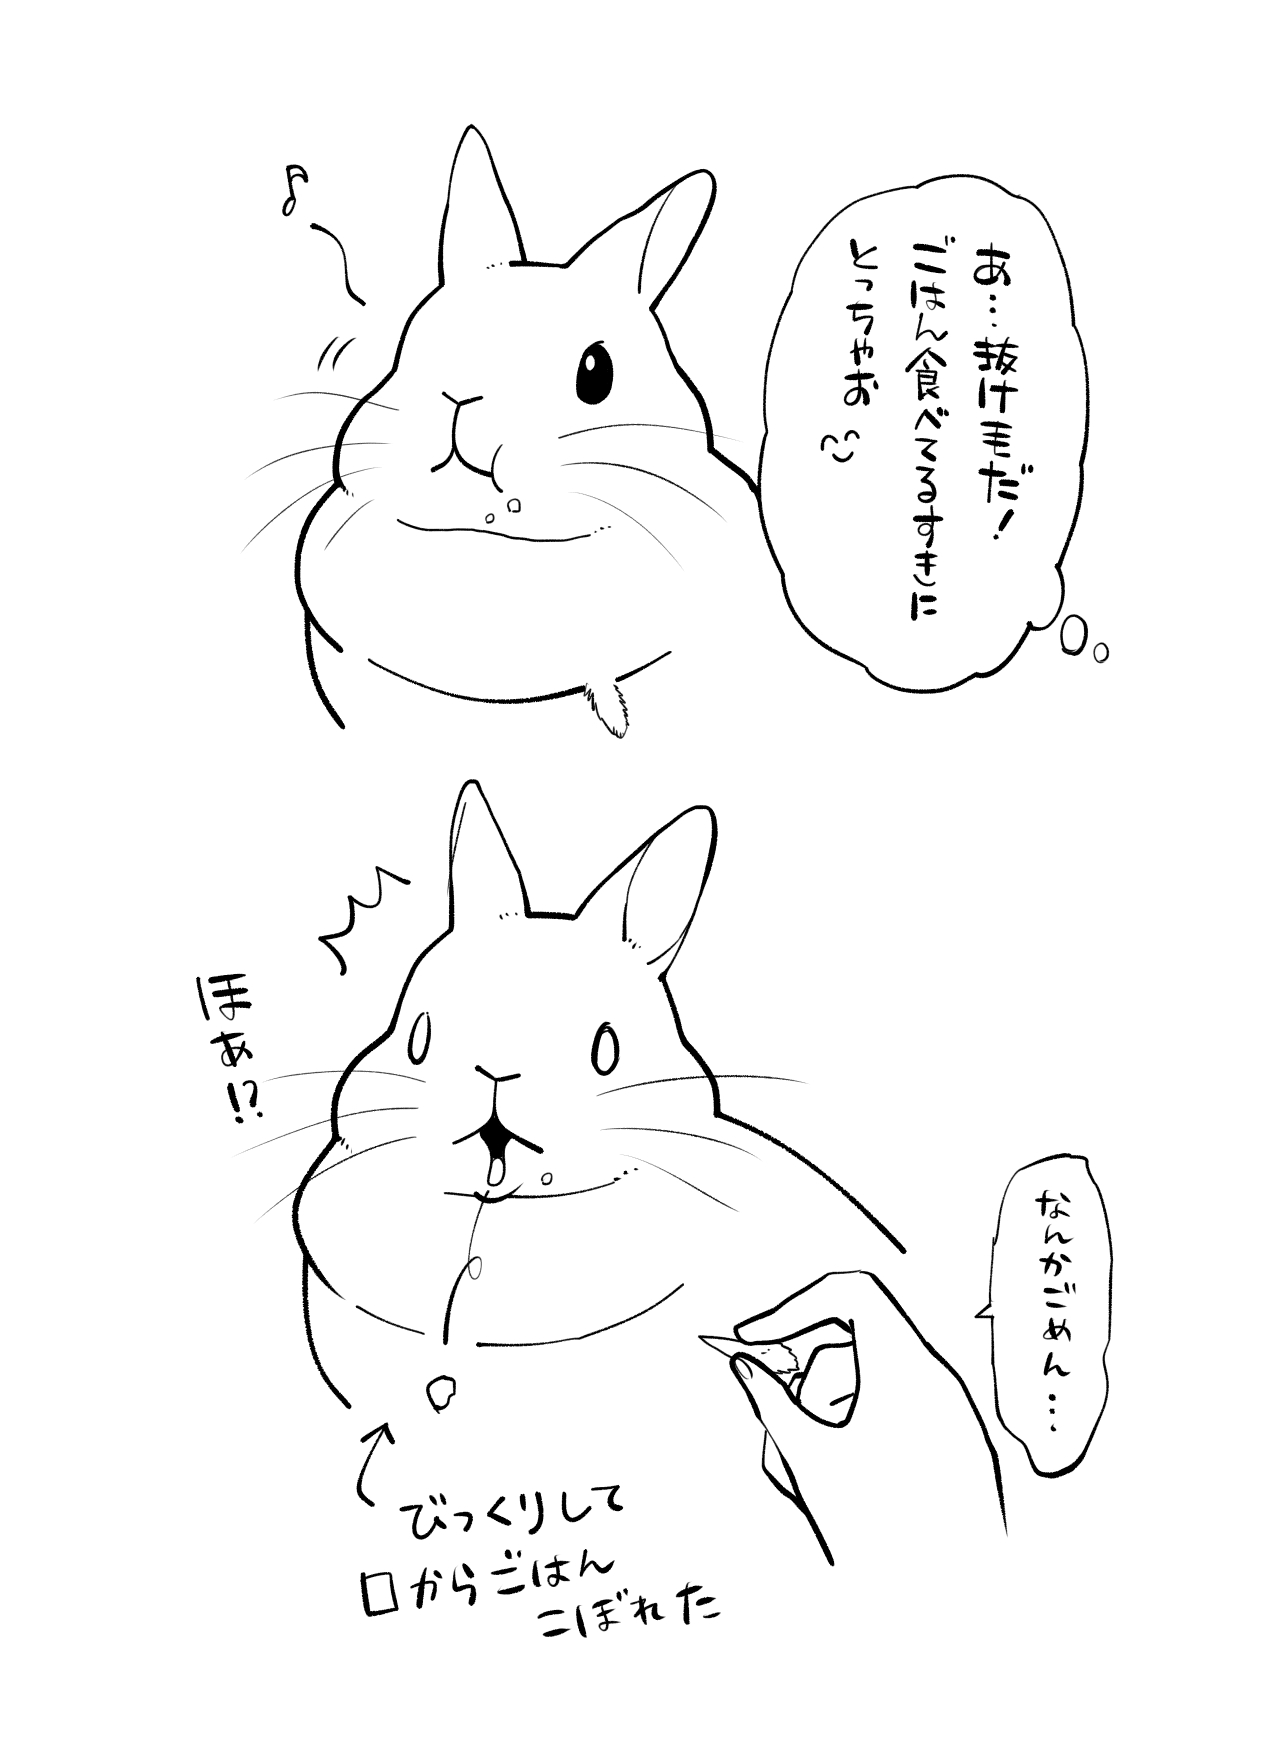 あ…抜け毛だ！
ごはん食べてるすきに
とっちゃお
ほあ!?
なんかごめん…
びっくりして
口からごはん
こぼれた